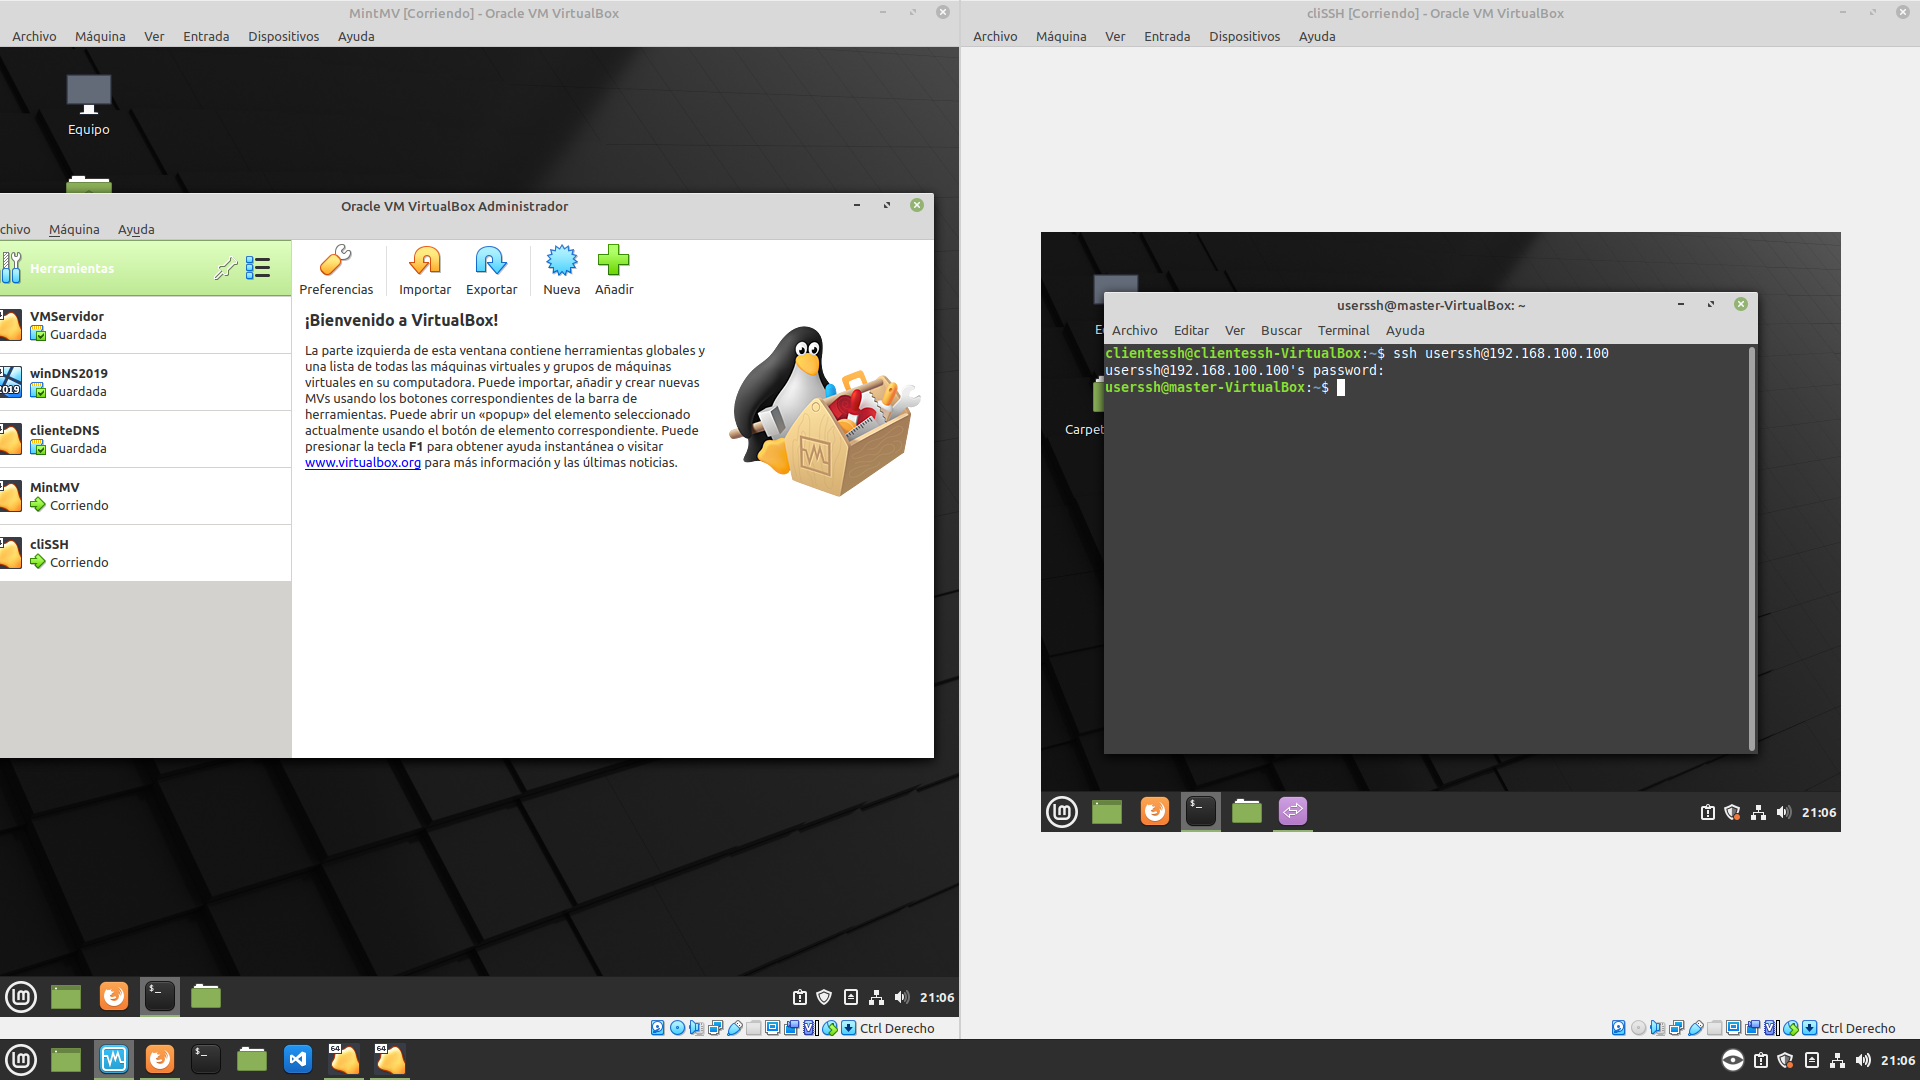 MintMV [Corriendo] - Oracle VM VirtualBox
Archivo Máquina Ver Entrada Dispositivos Ayuda
Equipo
Oracle VM VirtualBox Administrador
chivo Máquina Ayuda
Herramientas
VMServidor
Guardada
winDNS2019
Guardada
2019
clienteDNS
Guardada
MintMV
Corriendo
cliSSH
Corriendo
Preferencias Importar Exportar Nueva Añadir
¡Bienvenido a VirtualBox!
La parte izquierda de esta ventana contiene herramientas globales y
una lista de todas las máquinas virtuales y grupos de máquinas
virtuales en su computadora. Puede importar, añadir y crear nuevas
MVs usando los botones correspondientes de la barra de
herramientas. Puede abrir un «popup» del elemento seleccionado
actualmente usando el botón de elemento correspondiente. Puede
presionar la tecla F1 para obtener ayuda instantánea o visitar
www.virtualbox.org para más información y las últimas noticias.
21:06
Ctrl Derecho
cliSSH [Corriendo] - Oracle VM VirtualBox
Archivo Máquina Ver Entrada Dispositivos Ayuda
Carpet
userssh@master-VirtualBox: ~
Archivo Editar Ver Buscar Terminal Ayuda
clientessh@clientessh-VirtualBox:~$ ssh userssh@192.168.100.100
userssh@192.168.100.100's password:
userssh@master-VirtualBox:~$
21:06
Ctrl Derecho
64 64
21:06